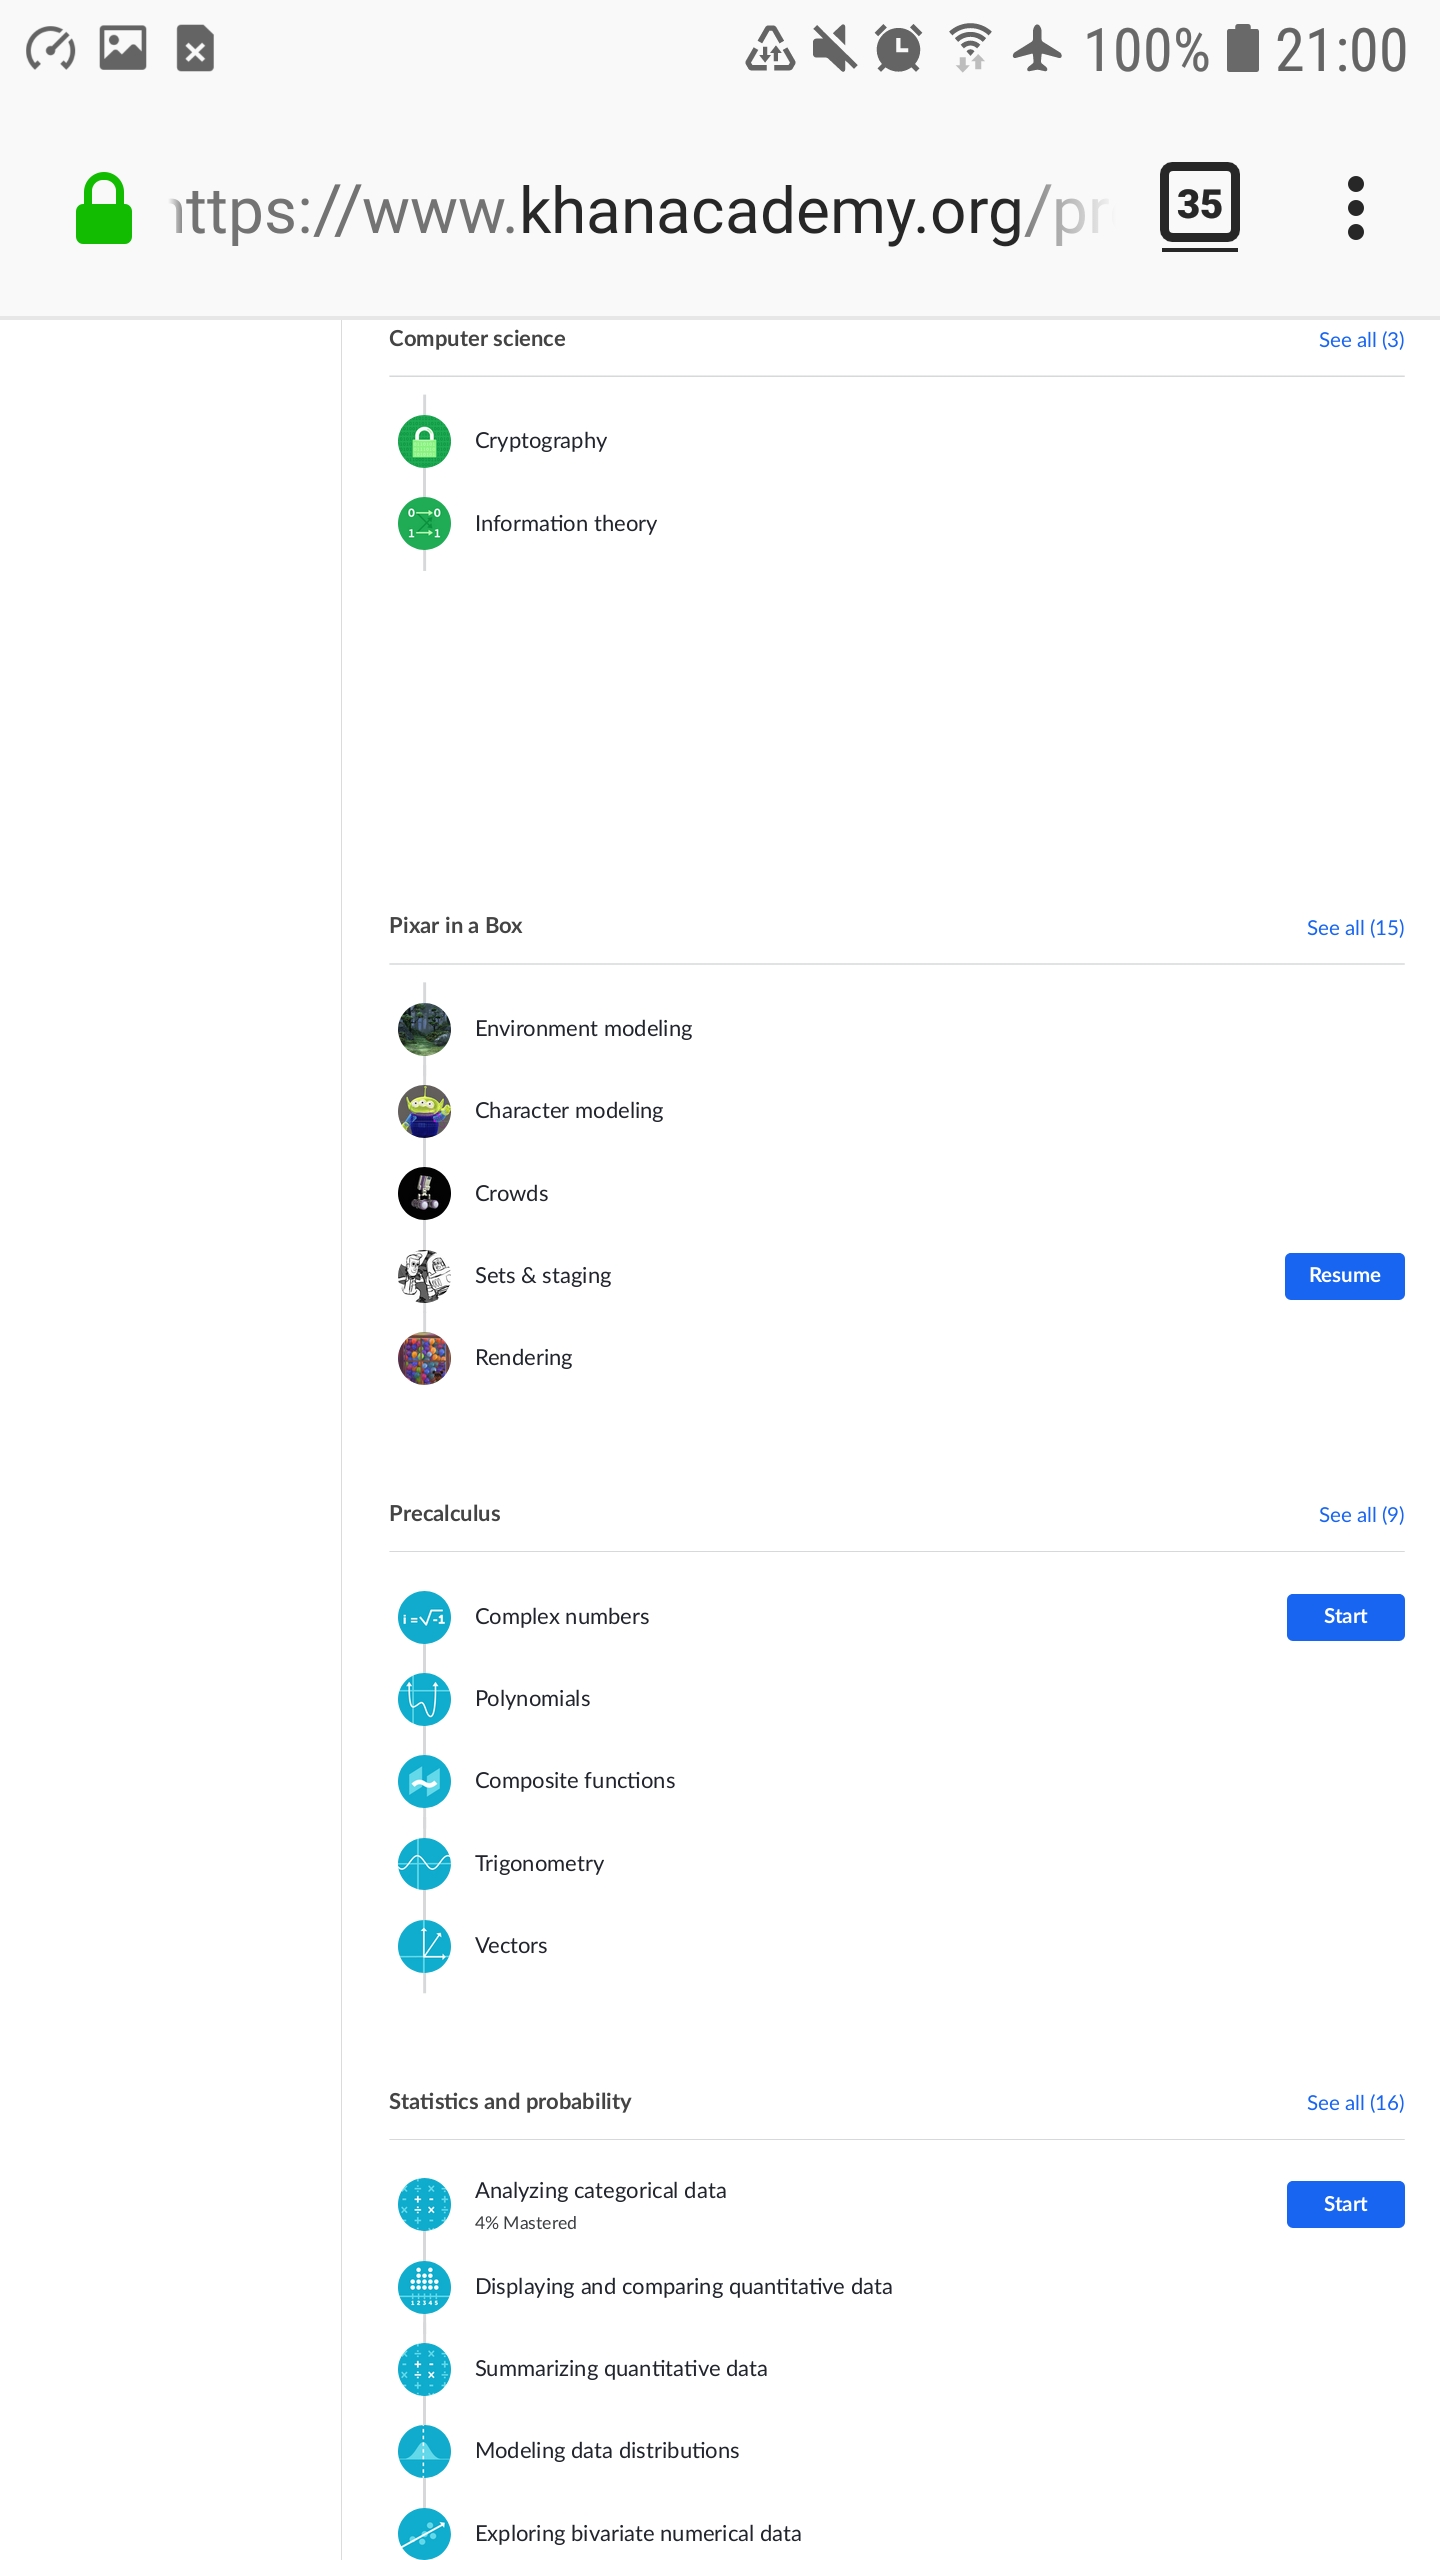 100% 21:00
https://www.khanacademy.org/pr
35
Computer science See all (3)
Cryptography
Information theory
Pixar in a Box See all (15)
Environment modeling
Character modeling
Crowds
Sets & staging Resume
Rendering
Precalculus See all (9)
i = √-1 Complex numbers Start
Polynomials
Composite functions
Trigonometry
Vectors
Statistics and probability See all (16)
Analyzing categorical data Start
4% Mastered
Displaying and comparing quantitative data
Summarizing quantitative data
Modeling data distributions
Exploring bivariate numerical data